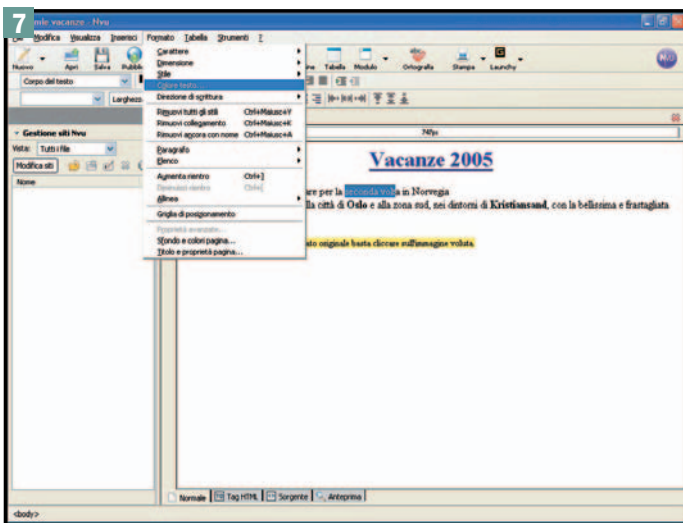 7
vacanze - Nvu
Modifica Visualizza Inserisci Formato Tabella Strumenti ?
Nuovo Apri Salva Tabella Modulo Ortografia Stampa Launchy
Nvu
Corpo del testo
Carattere
Dimensione
Stile
Colore testo...
Direzione di scrittura
Rimuovi tutti gli stili Ctrl+Maiusc+Y
Rimuovi collegamento Ctrl+Maiusc+K
Rimuovi ancora con nome Ctrl+Maiusc+A
Paragrafo
Elenco
Aumenta rientro Ctrl+]
Diminuisci rientro Ctrl+[
Allinea
Griglia di posizionamento
Proprietà avanzate...
Sfondo e colori pagina...
Titolo e proprietà pagina...
Gestione siti Nvu
Vista: Tutti i file
Modifica siti
Nome
747px
Vacanze 2005
per la seconda volta in Norvegia
città di Oslo e alla zona sud, nei dintorni di Kristiansand, con la bellissima e frastagliata
originale basta cliccare sull'immagine voluta.
Normale Tag HTML Sorgente Anteprima
<body>